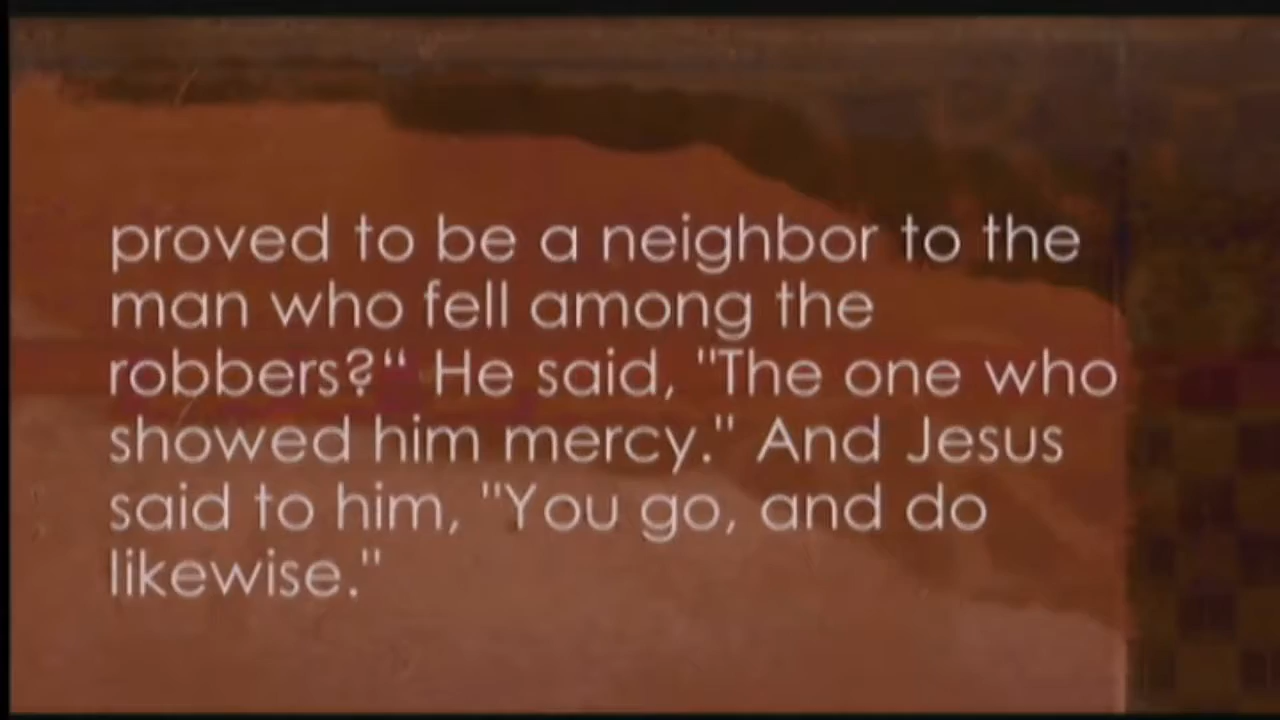 proved to be a neighbor to the
man who fell among the
robbers?“ He said, "The one who
showed him mercy." And Jesus
said to him, "You go, and do
likewise."